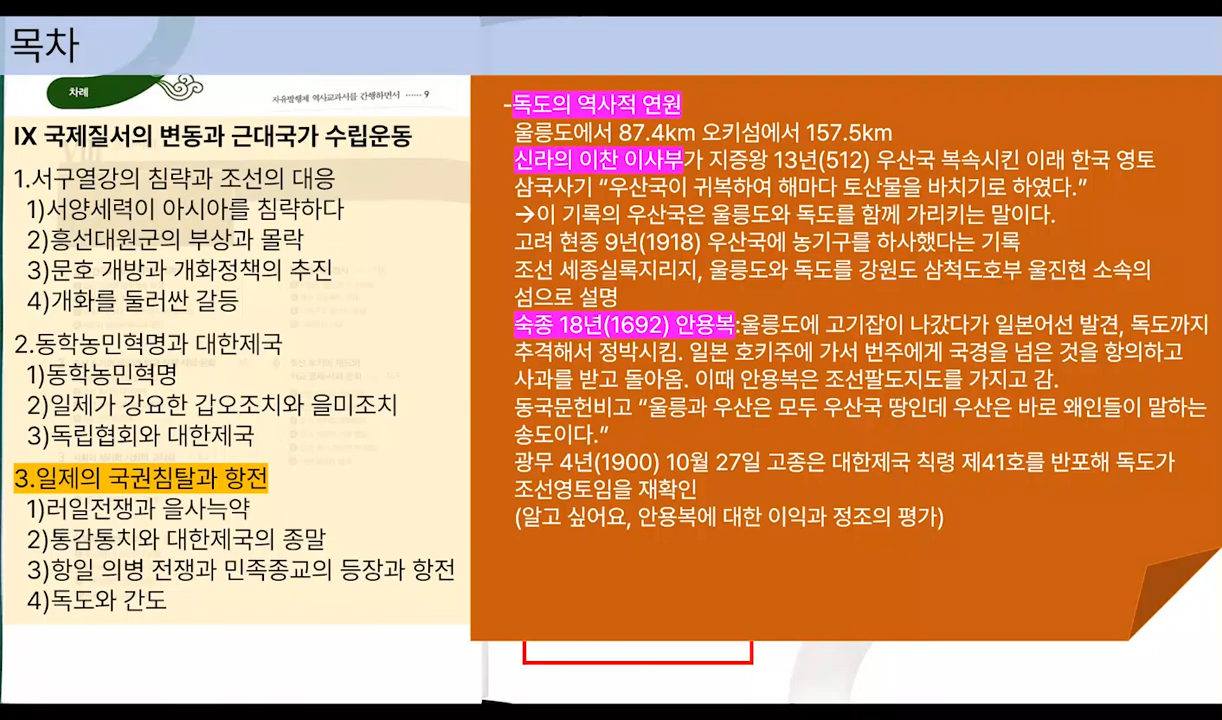 목차
차례
자유발행제 역사교과서를 간행하면서 ······ 9
IX 국제질서의 변동과 근대국가 수립운동
1.서구열강의 침략과 조선의 대응
1)서양세력이 아시아를 침략하다
2)흥선대원군의 부상과 몰락
3)문호 개방과 개화정책의 추진
4)개화를 둘러싼 갈등
2.동학농민혁명과 대한제국
1)동학농민혁명
2)일제가 강요한 갑오조치와 을미조치
3)독립협회와 대한제국
3.일제의 국권침탈과 항전
1)러일전쟁과 을사늑약
2)통감통치와 대한제국의 종말
3)항일 의병 전쟁과 민족종교의 등장과 항전
4)독도와 간도
-독도의 역사적 연원
울릉도에서 87.4km 오키섬에서 157.5km
신라의 이찬 이사부가 지증왕 13년(512) 우산국 복속시킨 이래 한국 영토
삼국사기 “우산국이 귀복하여 해마다 토산물을 바치기로 하였다.”
→이 기록의 우산국은 울릉도와 독도를 함께 가리키는 말이다.
고려 현종 9년(1918) 우산국에 농기구를 하사했다는 기록
조선 세종실록지리지, 울릉도와 독도를 강원도 삼척도호부 울진현 소속의
섬으로 설명
숙종 18년(1692) 안용복:울릉도에 고기잡이 나갔다가 일본어선 발견, 독도까지
추격해서 정박시킴. 일본 호키주에 가서 번주에게 국경을 넘은 것을 항의하고
사과를 받고 돌아옴. 이때 안용복은 조선팔도지도를 가지고 감.
동국문헌비고 “울릉과 우산은 모두 우산국 땅인데 우산은 바로 왜인들이 말하는
송도이다.”
광무 4년(1900) 10월 27일 고종은 대한제국 칙령 제41호를 반포해 독도가
조선영토임을 재확인
(알고 싶어요, 안용복에 대한 이익과 정조의 평가)